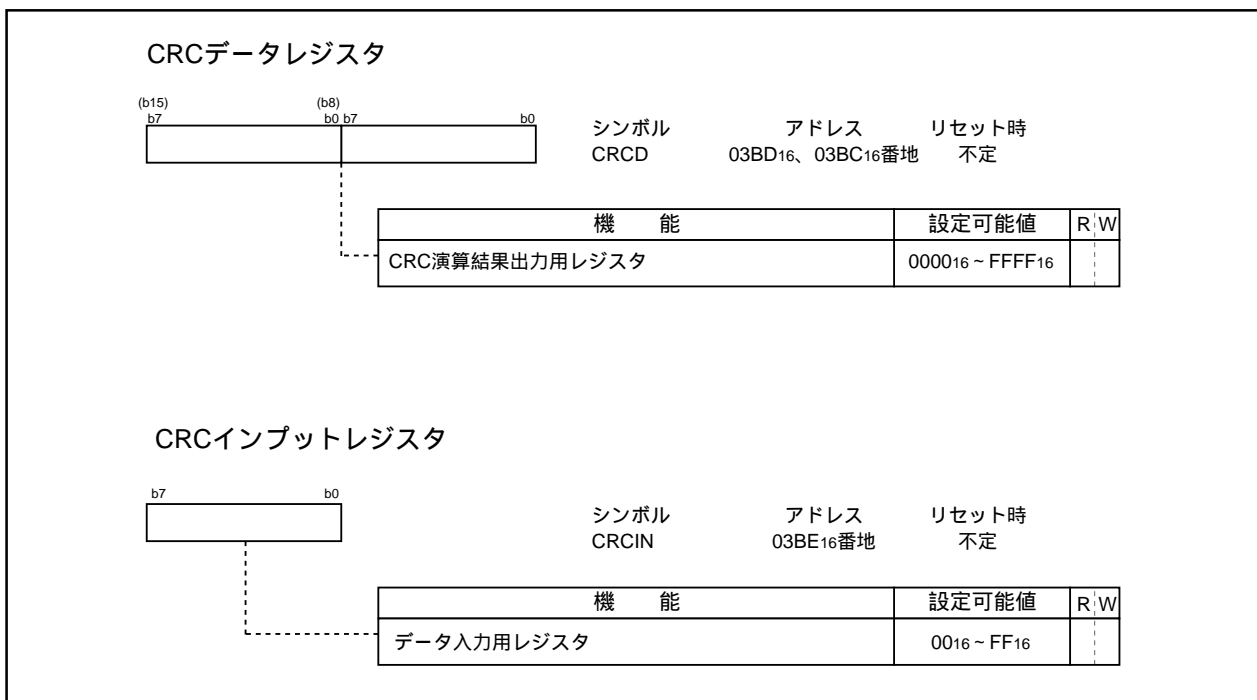 CRCデータレジスタ
(b15) (b8)
b7 b0 b7 b0
シンボル アドレス リセット時
CRCD 03BD16、03BC16番地 不定
機 能 設定可能値 R W
CRC演算結果出力用レジスタ 000016~FFFF16
CRCインプットレジスタ
b7 b0
シンボル アドレス リセット時
CRCIN 03BE16番地 不定
機 能 設定可能値 R W
データ入力用レジスタ 0016~FF16